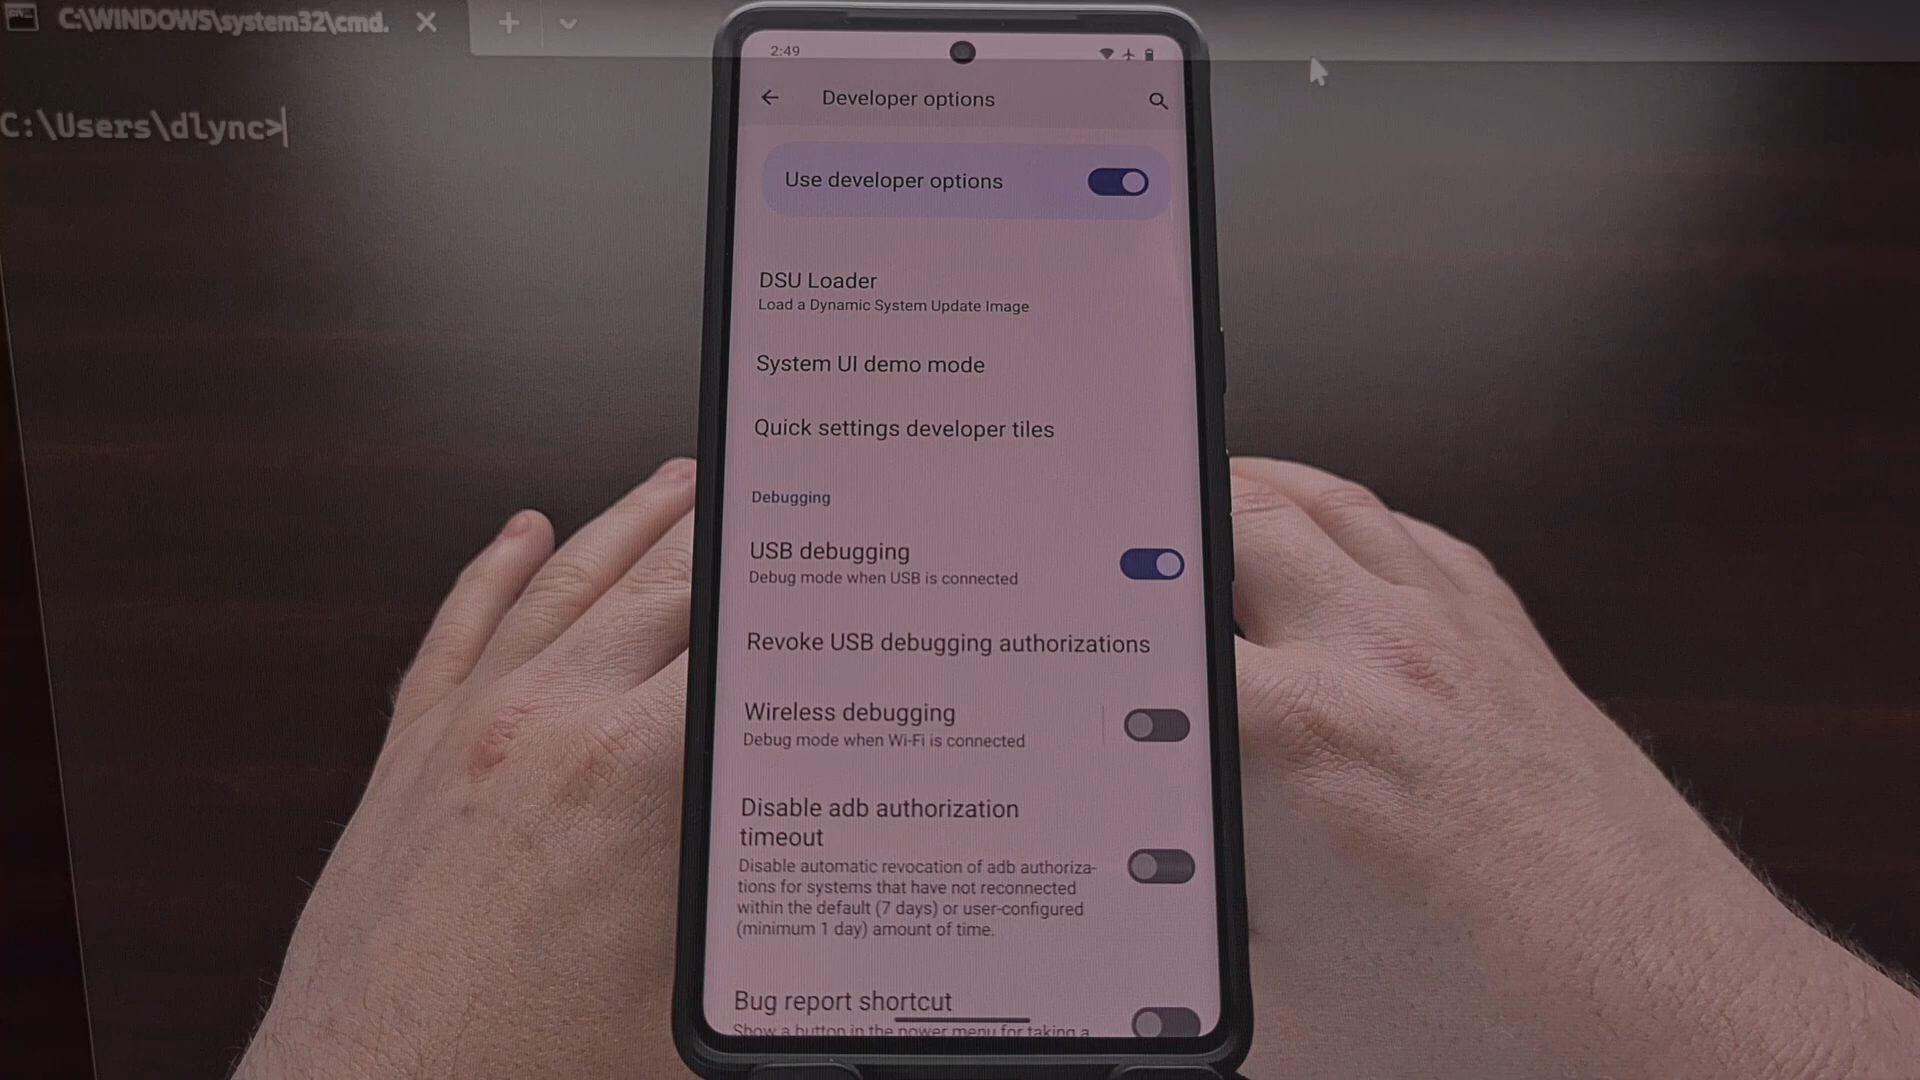 C:\WINDOWS\system32\cmd.
C:\Users\dlync>
2:49
Developer options
Use developer options
DSU Loader
Load a Dynamic System Update Image
System UI demo mode
Quick settings developer tiles
Debugging
USB debugging
Debug mode when USB is connected
Revoke USB debugging authorizations
Wireless debugging
Debug mode when Wi-Fi is connected
Disable adb authorization
timeout
Disable automatic revocation of adb authoriza-
tions for systems that have not reconnected
within the default (7 days) or user-configured
(minimum 1 day) amount of time.
Bug report shortcut
Show a button in the power menu for taking a